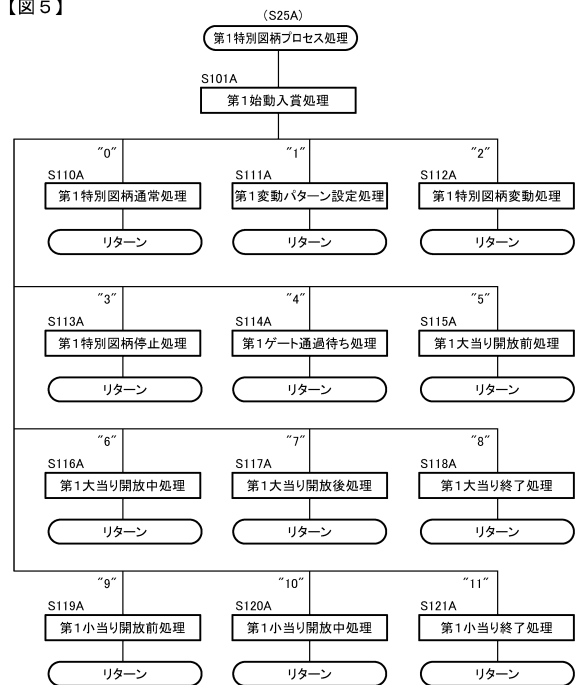 【図５】
(S25A)
第1特別図柄プロセス処理
S101A
第1始動入賞処理
"0" "1" "2"
S110A S111A S112A
第1特別図柄通常処理 第1変動パターン設定処理 第1特別図柄変動処理
リターン リターン リターン
"3" "4" "5"
S113A S114A S115A
第1特別図柄停止処理 第1ゲート通過待ち処理 第1大当り開放前処理
リターン リターン リターン
"6" "7" "8"
S116A S117A S118A
第1大当り開放中処理 第1大当り開放後処理 第1大当り終了処理
リターン リターン リターン
"9" "10" "11"
S119A S120A S121A
第1小当り開放前処理 第1小当り開放中処理 第1小当り終了処理
リターン リターン リターン